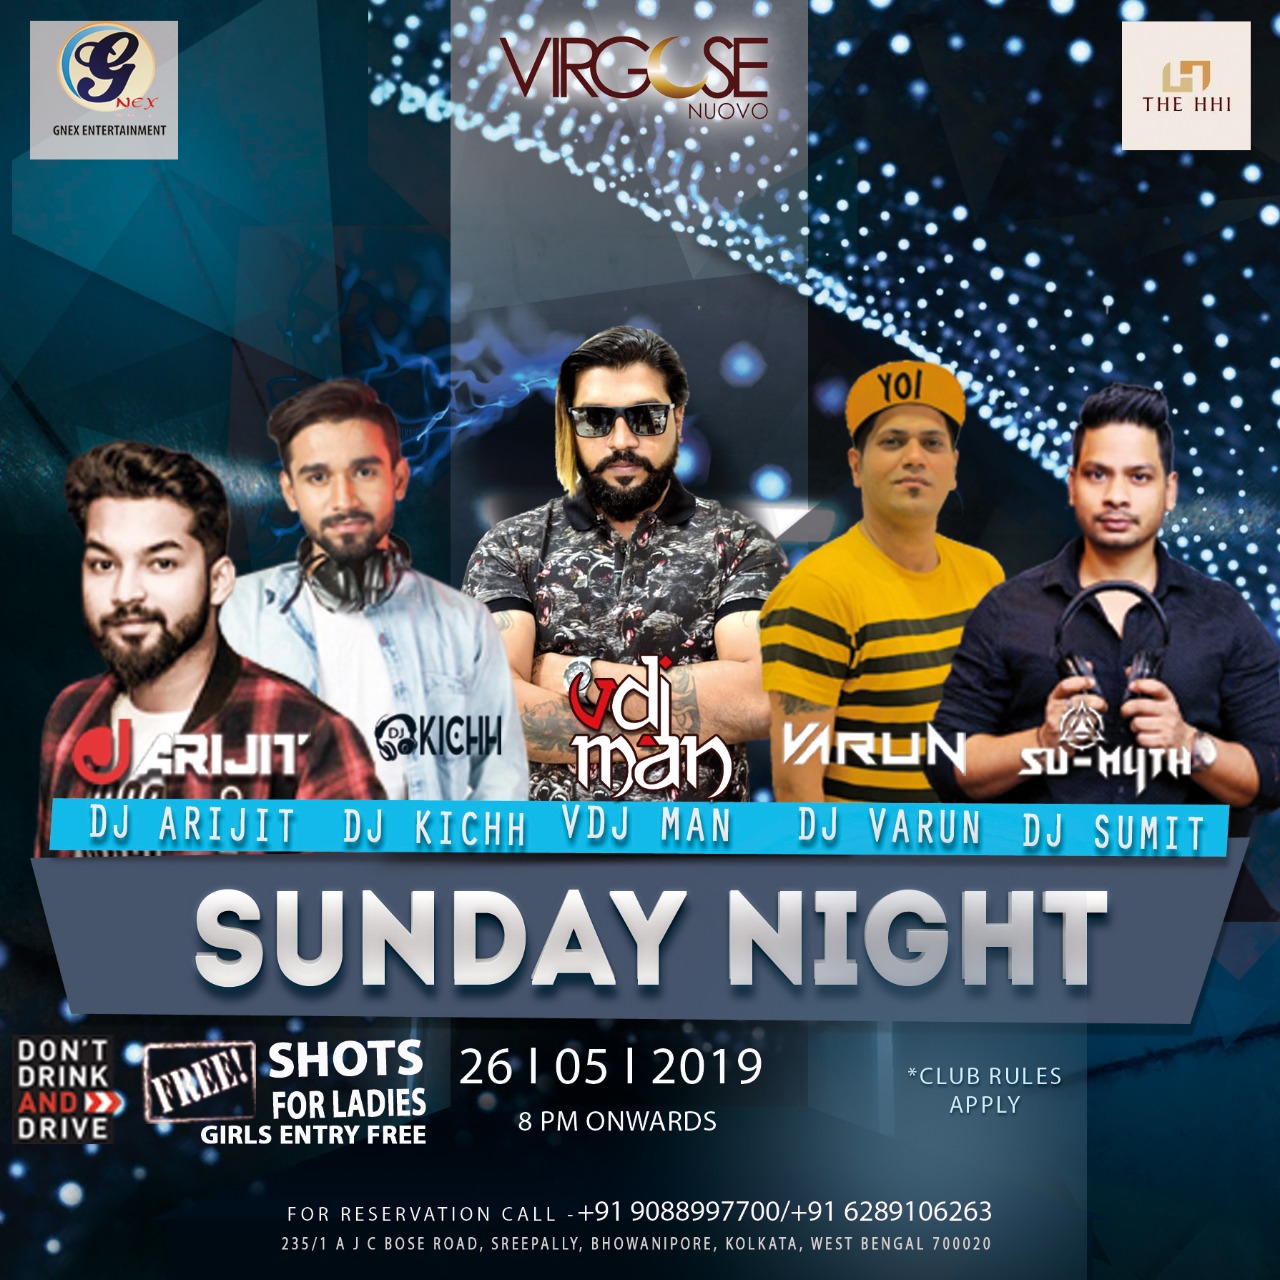 G
NEX
GNEX ENTERTAINMENT
VIRGOSE
NUOVO
THE HHI
YO!
DJ ARIJIT
DJ KICHH
vdj
man
VARUN
SU-MYTH
DJ ARIJIT DJ KICHH VDJ MAN DJ VARUN DJ SUMIT
SUNDAY NIGHT
DON'T
DRINK
AND
DRIVE
FREE!
SHOTS
FOR LADIES
GIRLS ENTRY FREE
26 | 05 | 2019
8 PM ONWARDS
*CLUB RULES
APPLY
FOR RESERVATION CALL -+91 9088997700/+91 6289106263
235/1 A J C BOSE ROAD, SREEPALLY, BHOWANIPORE, KOLKATA, WEST BENGAL 700020